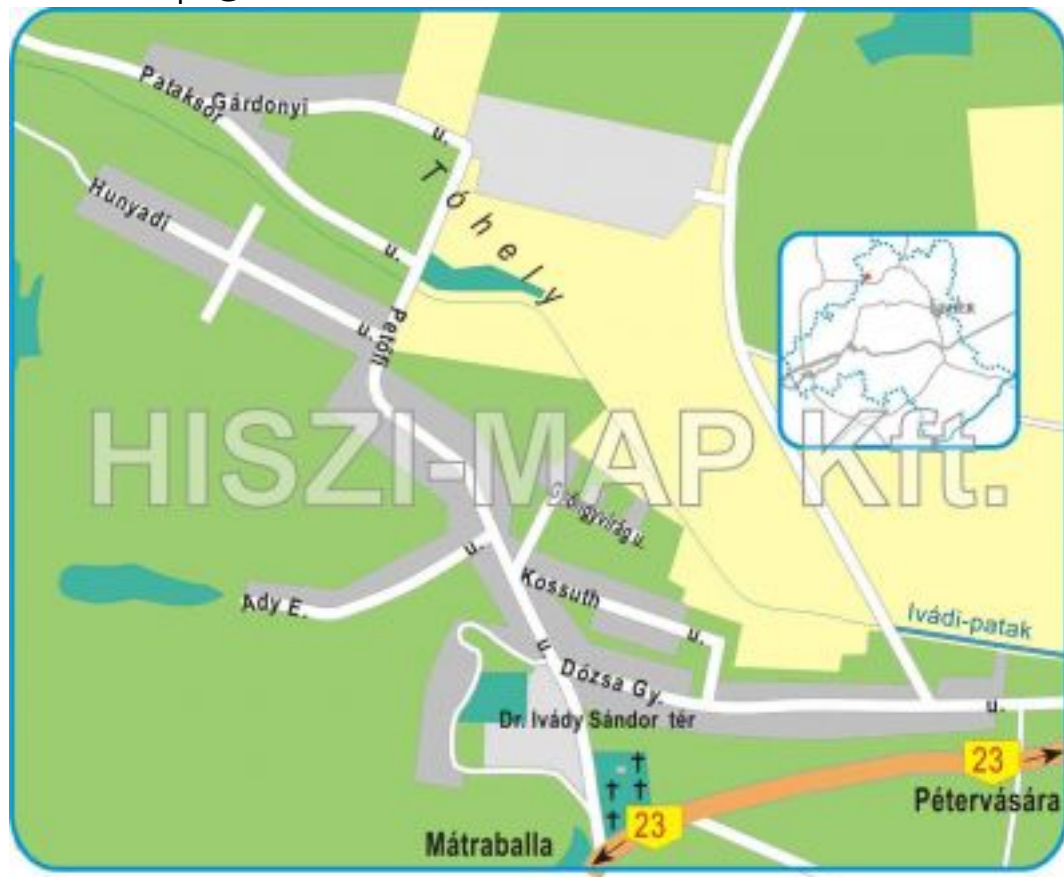 Pataksor u.
Gárdonyi u.
Tóhely
Hunyadi u.
Petőfi u.
HISZI-MAP Kft.
Gyöngyvirág u.
Ady E. u.
Kossuth u.
Ivádi-patak
Dózsa Gy. u.
Dr. Ivády Sándor tér
23
Pétervására
23
Mátraballa